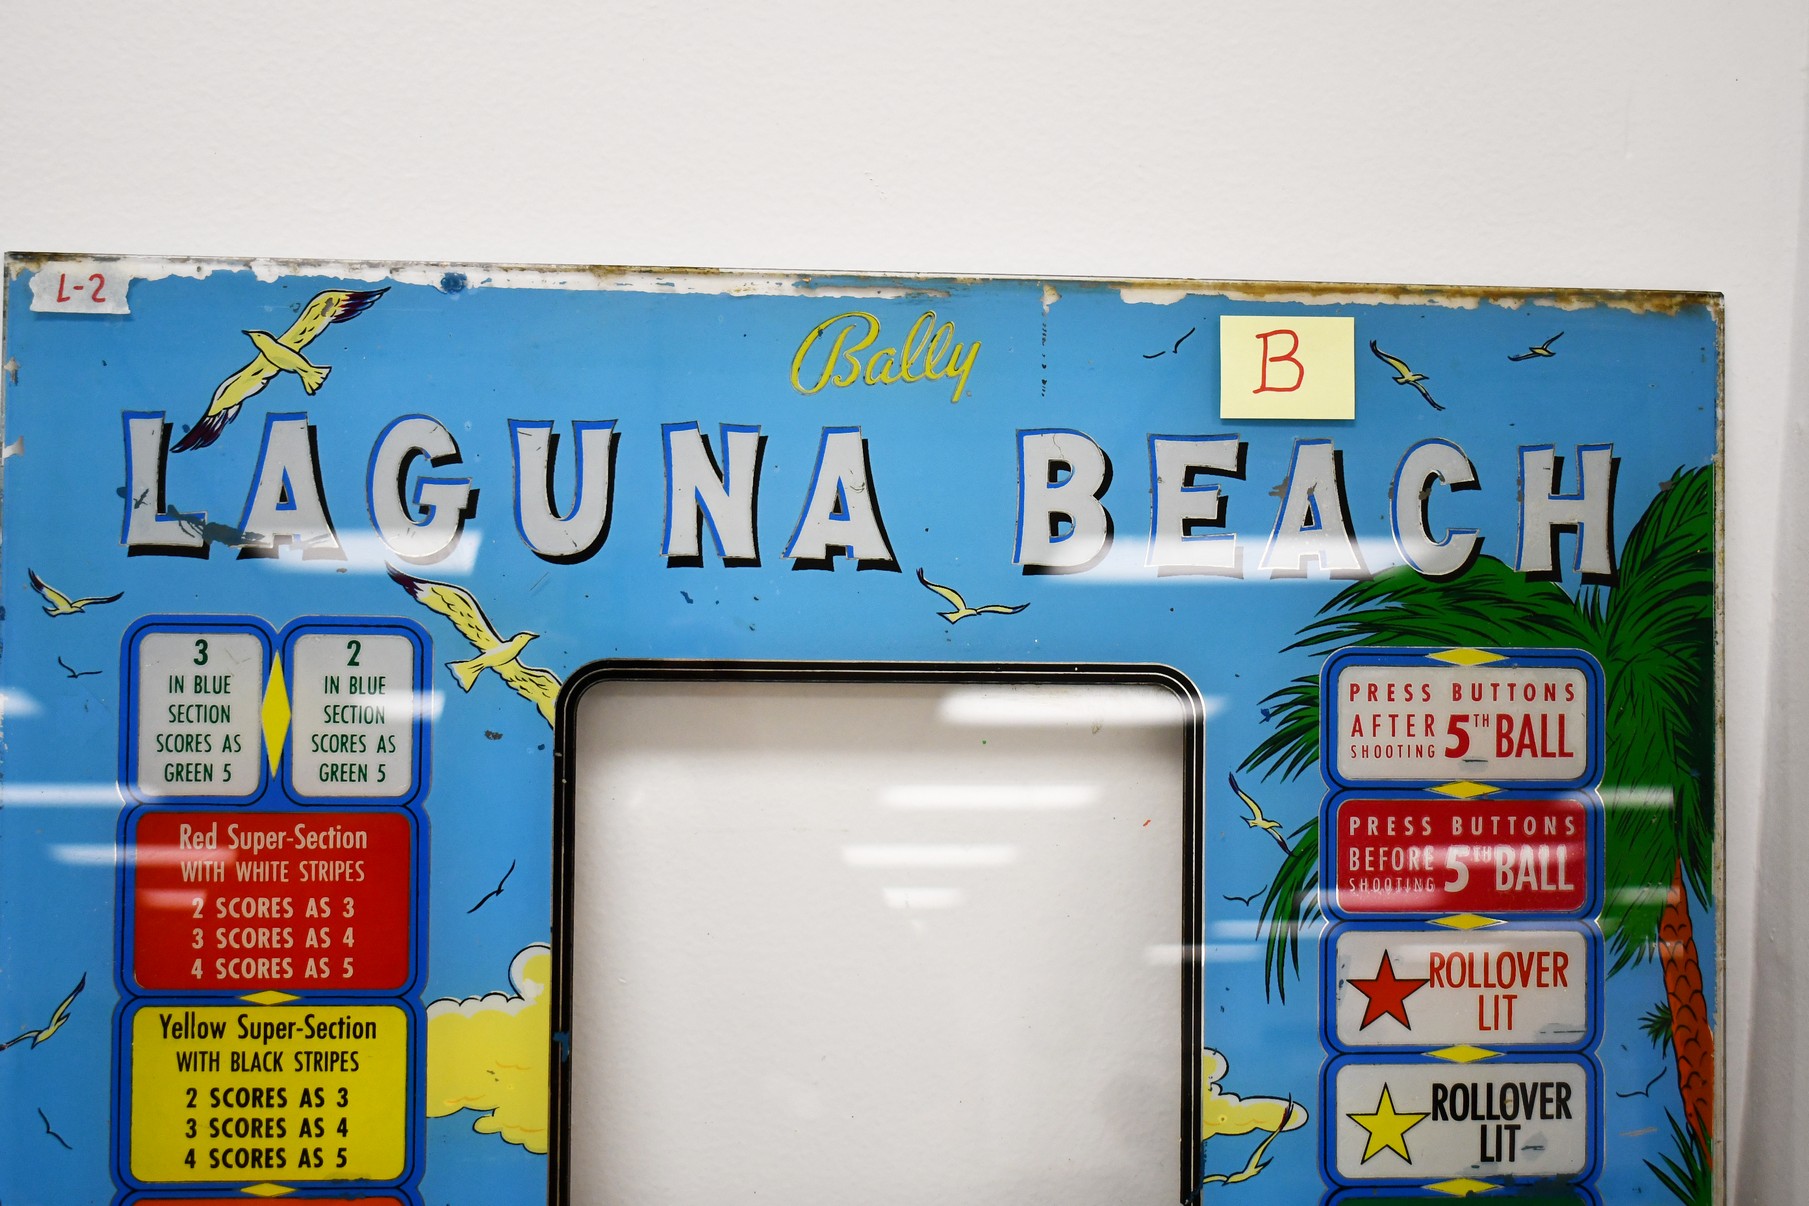 L-2
Bally
B
LAGUNA BEACH
3
IN BLUE
SECTION
SCORES AS
GREEN 5
2
IN BLUE
SECTION
SCORES AS
GREEN 5
Red Super-Section
WITH WHITE STRIPES
2 SCORES AS 3
3 SCORES AS 4
4 SCORES AS 5
Yellow Super-Section
WITH BLACK STRIPES
2 SCORES AS 3
3 SCORES AS 4
4 SCORES AS 5
PRESS BUTTONS
AFTER
SHOOTING 5TH BALL
PRESS BUTTONS
BEFORE
SHOOTING 5TH BALL
ROLLOVER
LIT
ROLLOVER
LIT